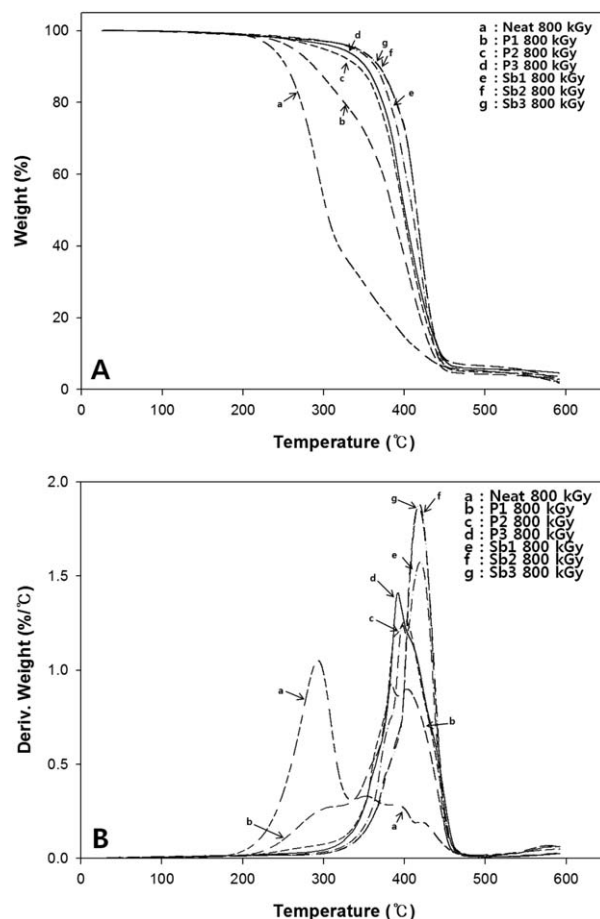 100
80
60
40
20
0
Weight (%)
0 100 200 300 400 500 600
Temperature (℃)
A
a : Neat 800 kGy
b : P1 800 kGy
c : P2 800 kGy
d : P3 800 kGy
e : Sb1 800 kGy
f : Sb2 800 kGy
g : Sb3 800 kGy
a
b
c
d
g
f
e
2.0
1.5
1.0
0.5
0.0
Deriv. Weight (%/℃)
0 100 200 300 400 500 600
Temperature (℃)
B
a : Neat 800 kGy
b : P1 800 kGy
c : P2 800 kGy
d : P3 800 kGy
e : Sb1 800 kGy
f : Sb2 800 kGy
g : Sb3 800 kGy
g
f
e
d
c
a
b
b
a